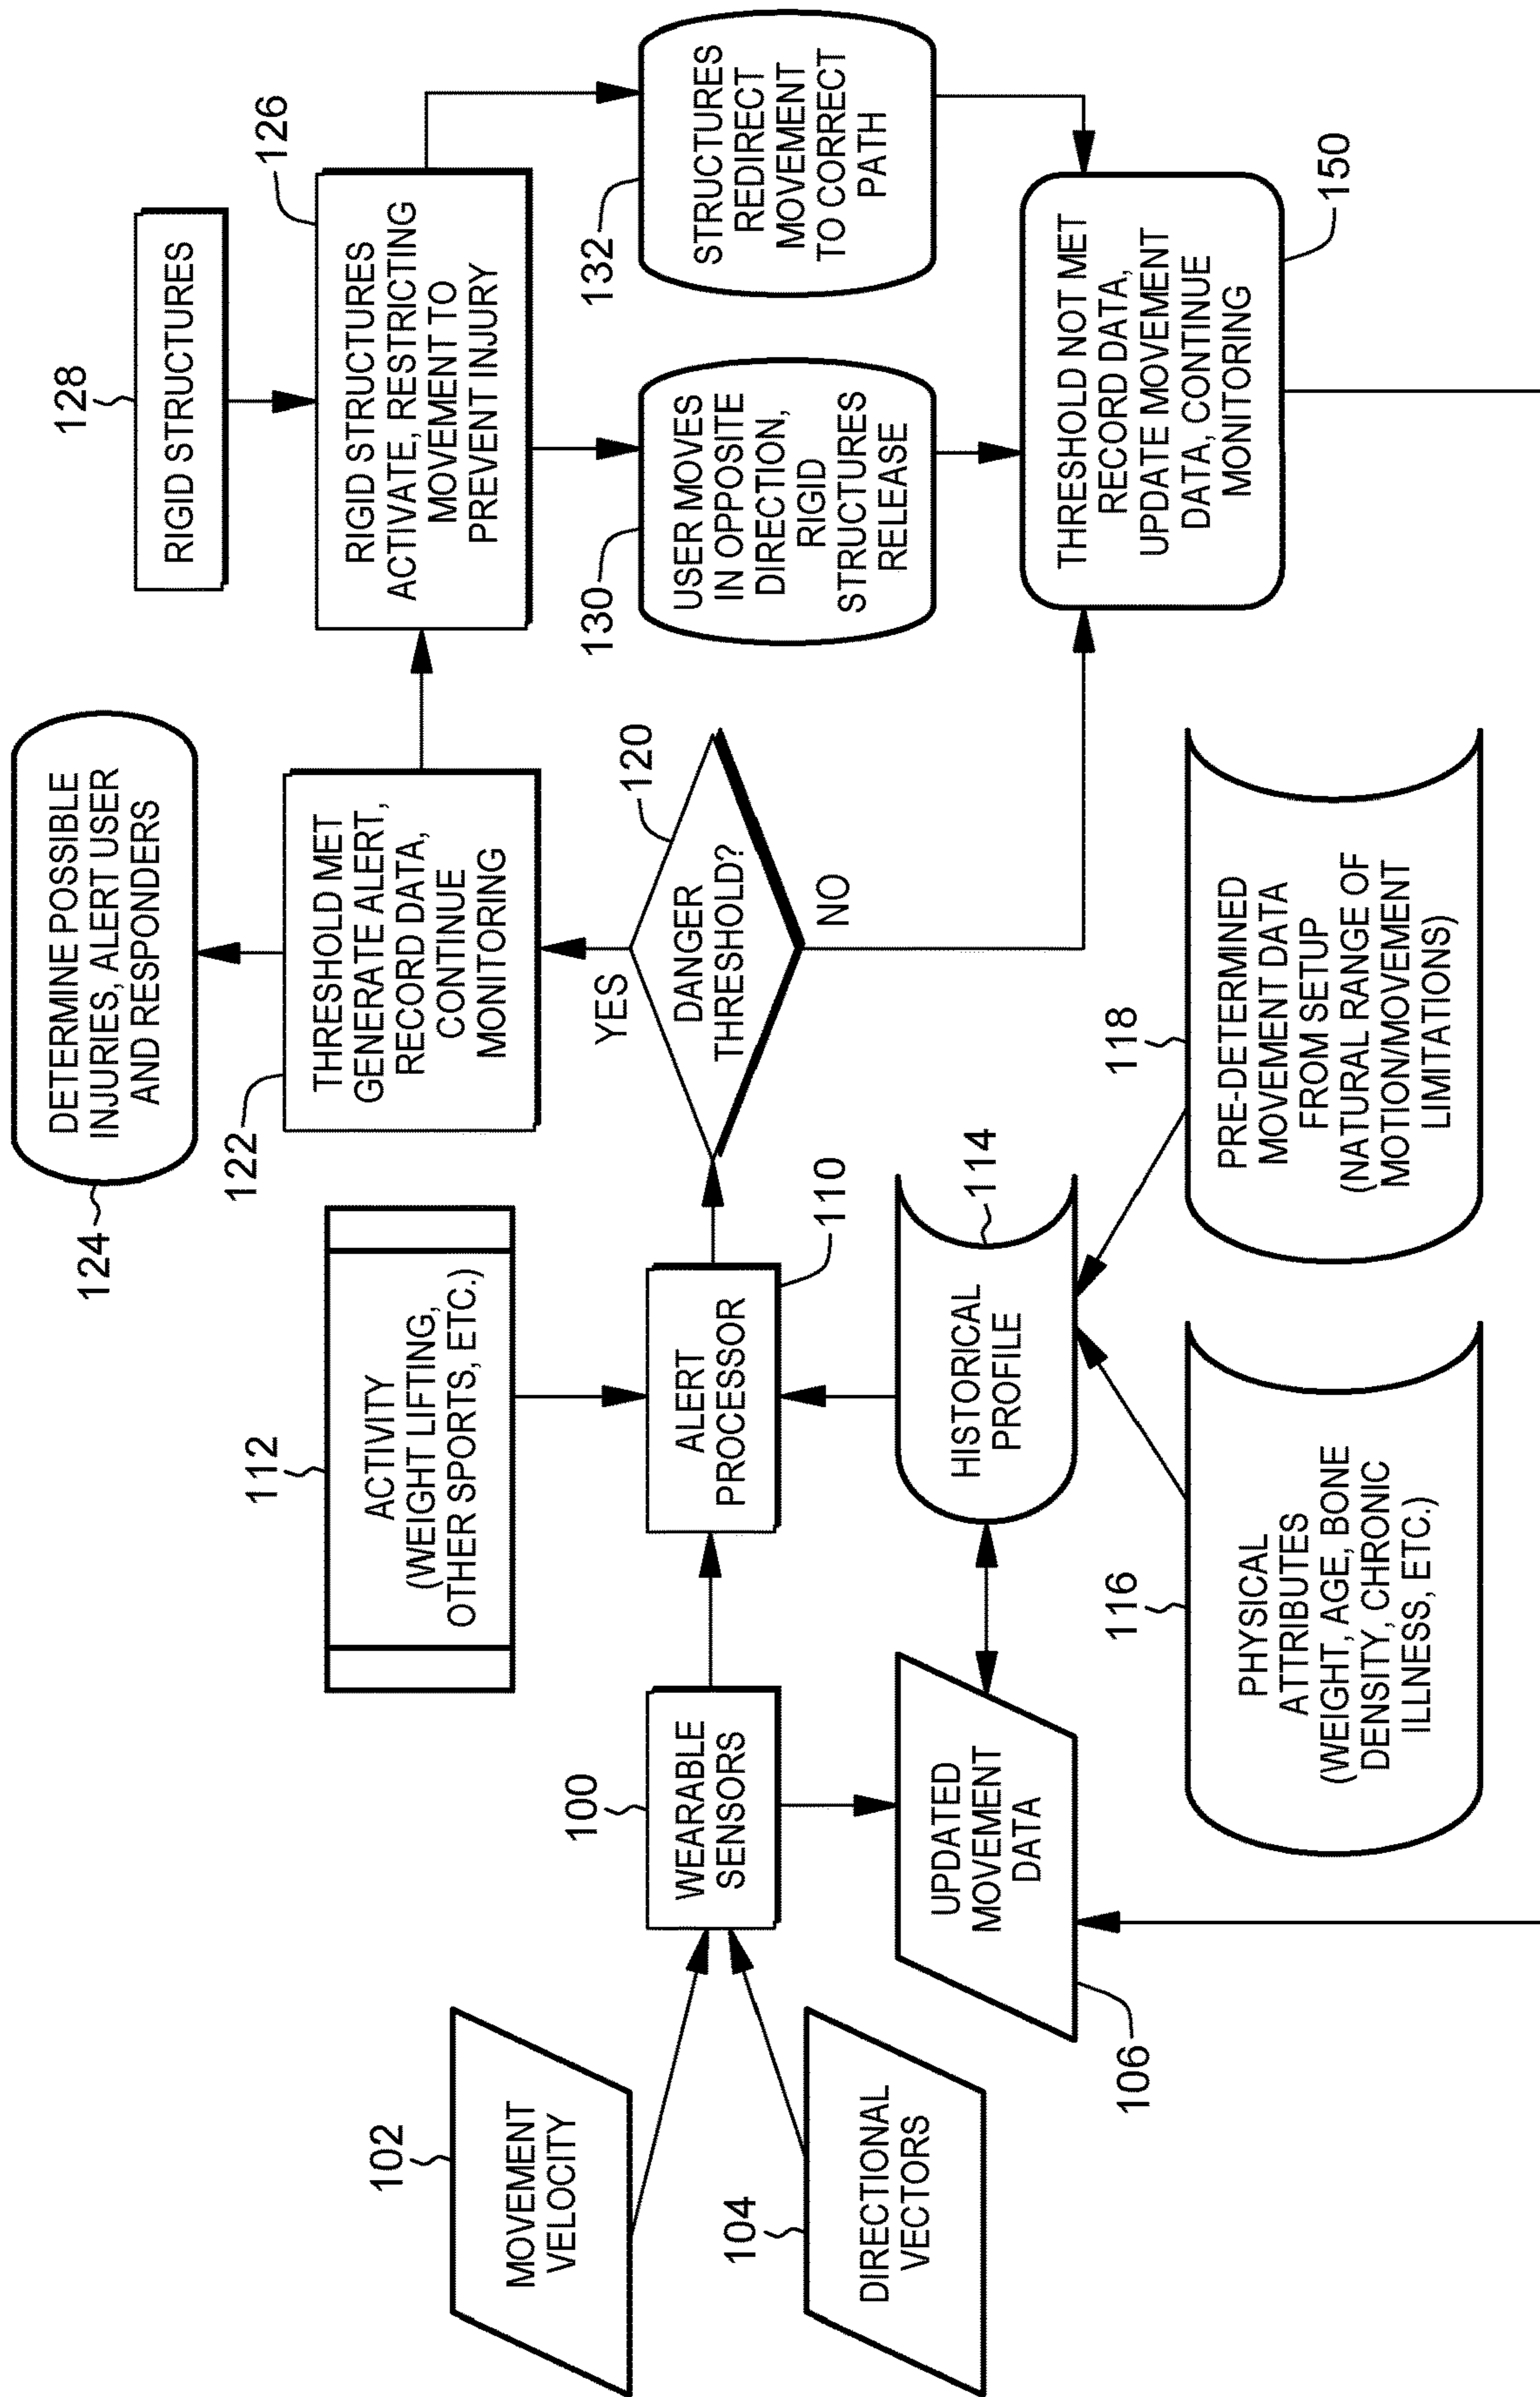 124
DETERMINE POSSIBLE
INJURIES, ALERT USER
AND RESPONDERS
128
RIGID STRUCTURES
112
ACTIVITY
(WEIGHT LIFTING,
OTHER SPORTS, ETC.)
122
THRESHOLD MET
GENERATE ALERT,
RECORD DATA,
CONTINUE
MONITORING
126
RIGID STRUCTURES
ACTIVATE, RESTRICTING
MOVEMENT TO
PREVENT INJURY
102
MOVEMENT
VELOCITY
100
WEARABLE
SENSORS
110
ALERT
PROCESSOR
YES
120
DANGER
THRESHOLD?
NO
130
USER MOVES
IN OPPOSITE
DIRECTION,
RIGID
STRUCTURES
RELEASE
132
STRUCTURES
REDIRECT
MOVEMENT
TO CORRECT
PATH
104
DIRECTIONAL
VECTORS
106
UPDATED
MOVEMENT
DATA
114
HISTORICAL
PROFILE
150
THRESHOLD NOT MET
RECORD DATA,
UPDATE MOVEMENT
DATA, CONTINUE
MONITORING
116
PHYSICAL
ATTRIBUTES
(WEIGHT, AGE, BONE
DENSITY, CHRONIC
ILLNESS, ETC.)
118
PRE-DETERMINED
MOVEMENT DATA
FROM SETUP
(NATURAL RANGE OF
MOTION/MOVEMENT
LIMITATIONS)